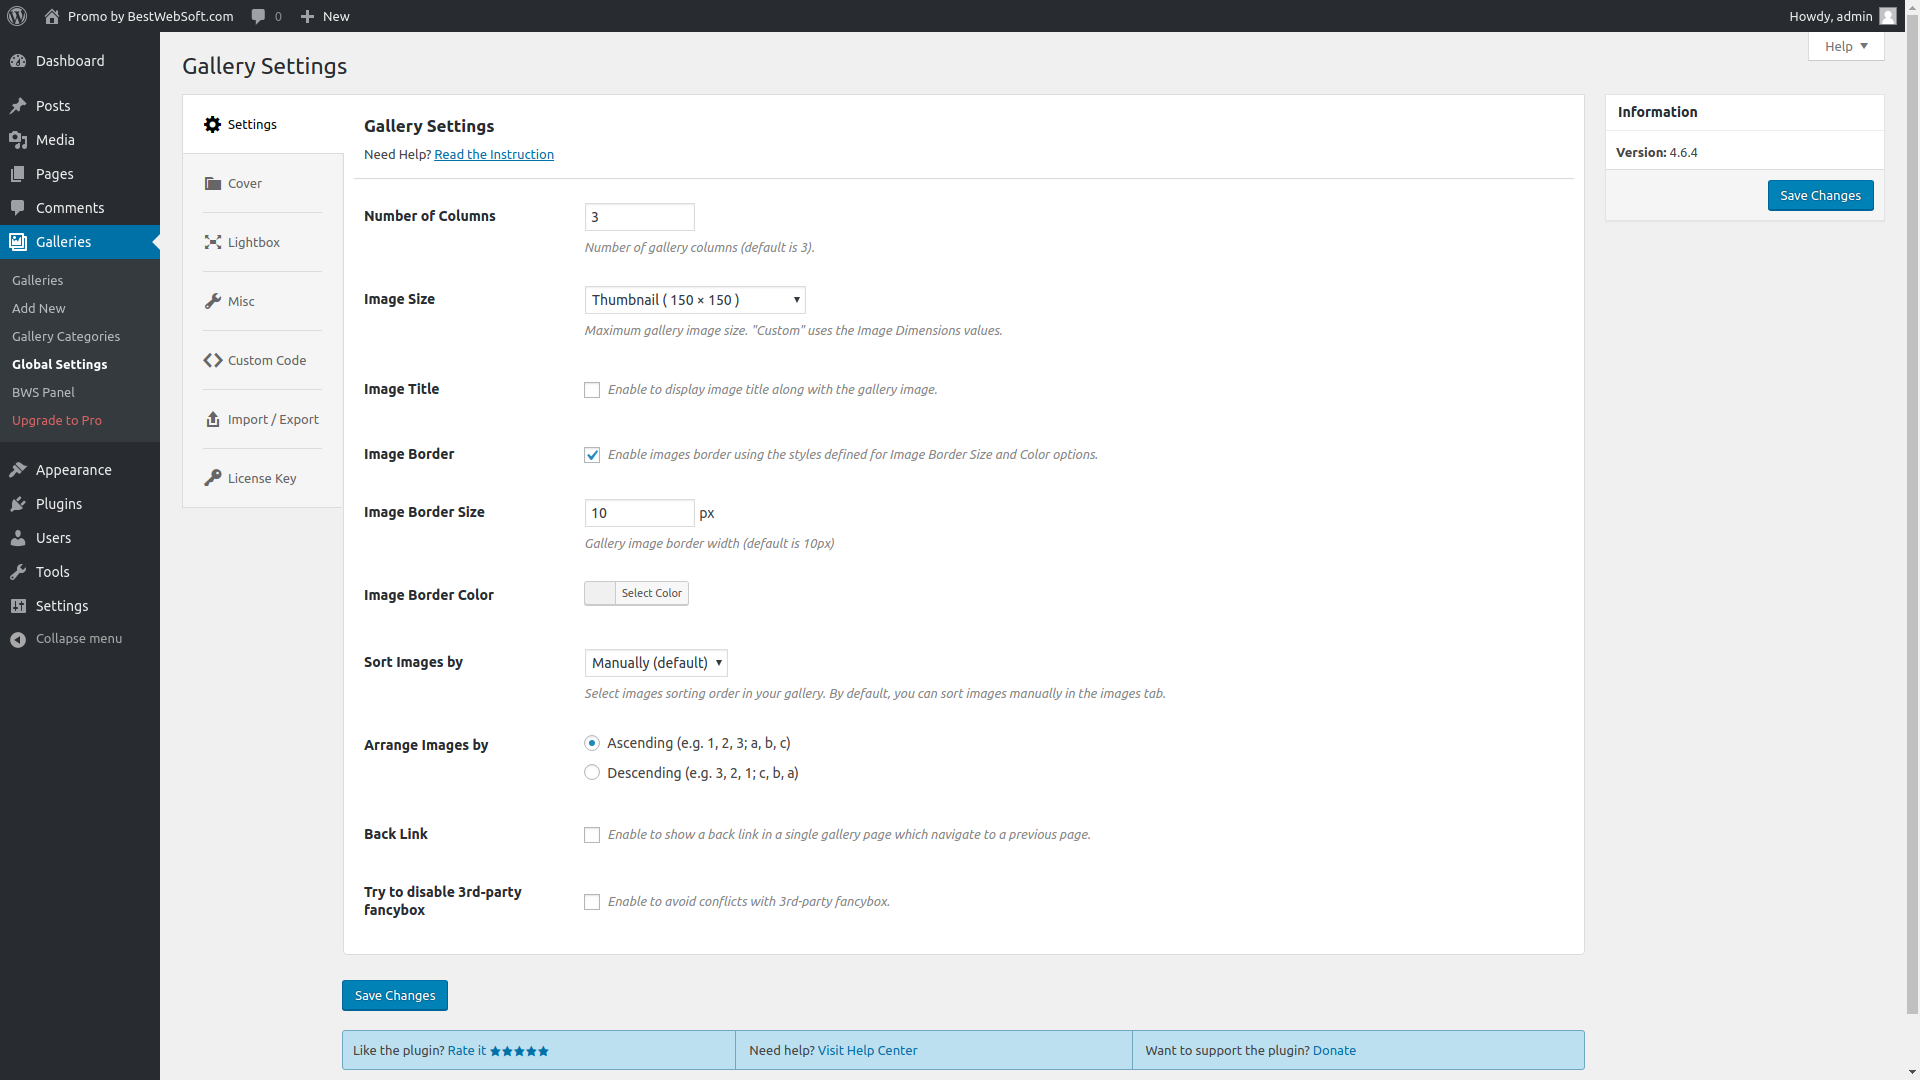 Promo by BestWebSoft.com
0
New
Howdy, admin
Help
Dashboard
Posts
Media
Pages
Comments
Galleries
Galleries
Add New
Gallery Categories
Global Settings
BWS Panel
Upgrade to Pro
Appearance
Plugins
Users
Tools
Settings
Collapse menu
Gallery Settings
Settings
Cover
Lightbox
Misc
Custom Code
Import / Export
License Key
Gallery Settings
Need Help? Read the Instruction
Number of Columns
3
Number of gallery columns (default is 3).
Image Size
Thumbnail ( 150 × 150 )
Maximum gallery image size. "Custom" uses the Image Dimensions values.
Image Title
Enable to display image title along with the gallery image.
Image Border
Enable images border using the styles defined for Image Border Size and Color options.
Image Border Size
10 px
Gallery image border width (default is 10px)
Image Border Color
Select Color
Sort Images by
Manually (default)
Select images sorting order in your gallery. By default, you can sort images manually in the images tab.
Arrange Images by
Ascending (e.g. 1, 2, 3; a, b, c)
Descending (e.g. 3, 2, 1; c, b, a)
Back Link
Enable to show a back link in a single gallery page which navigate to a previous page.
Try to disable 3rd-party
fancybox
Enable to avoid conflicts with 3rd-party fancybox.
Save Changes
Like the plugin? Rate it
Need help? Visit Help Center
Want to support the plugin? Donate
Information
Version: 4.6.4
Save Changes